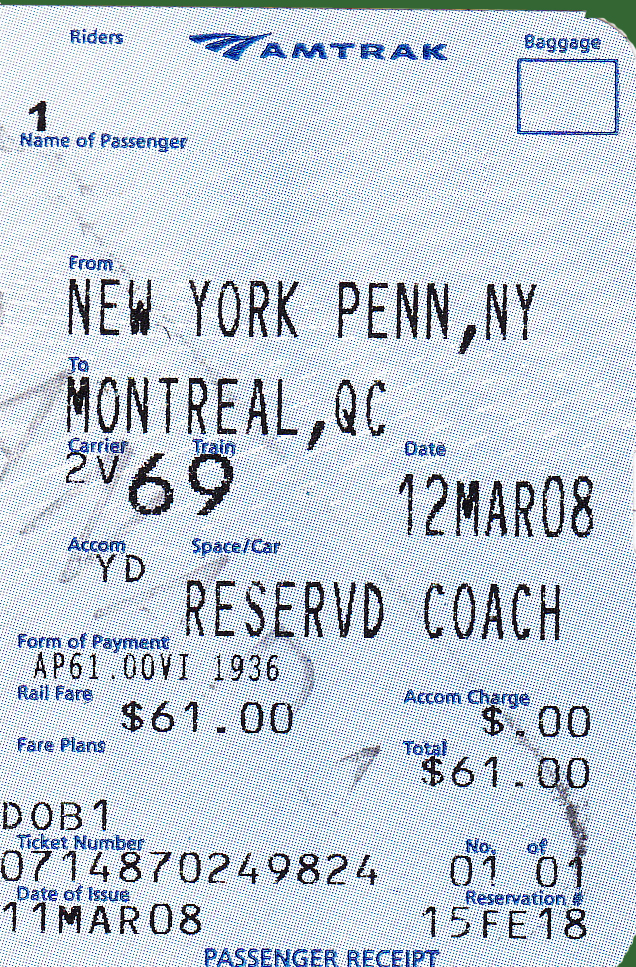 Riders AMTRAK Baggage
1
Name of Passenger
From
NEW YORK PENN,NY
To
MONTREAL,QC
Carrier Train Date
2V 69 12MAR08
Accom Space/Car
YD RESERVD COACH
Form of Payment
AP61.00VI 1936
Rail Fare Accom Charge
$61.00 $.00
Fare Plans Total
$61.00
DOB1
Ticket Number No. of
0714870249824 01 01
Date of Issue Reservation #
11MAR08 15FE18
PASSENGER RECEIPT